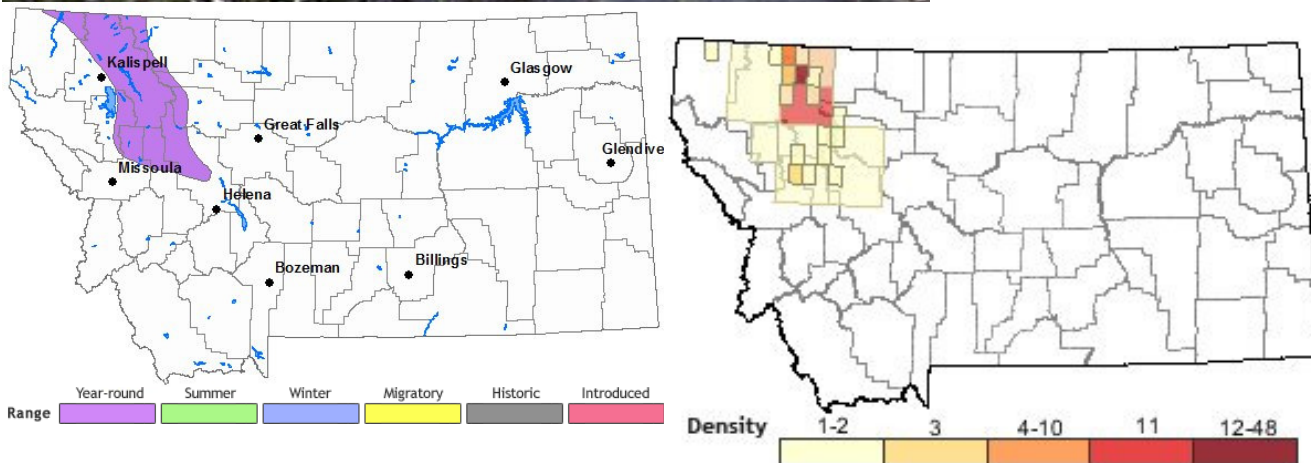 Kalispell
Glasgow
Great Falls
Glendive
Missoula
Helena
Bozeman
Billings
Range Year-round Summer Winter Migratory Historic Introduced
Density 1-2 3 4-10 11 12-48